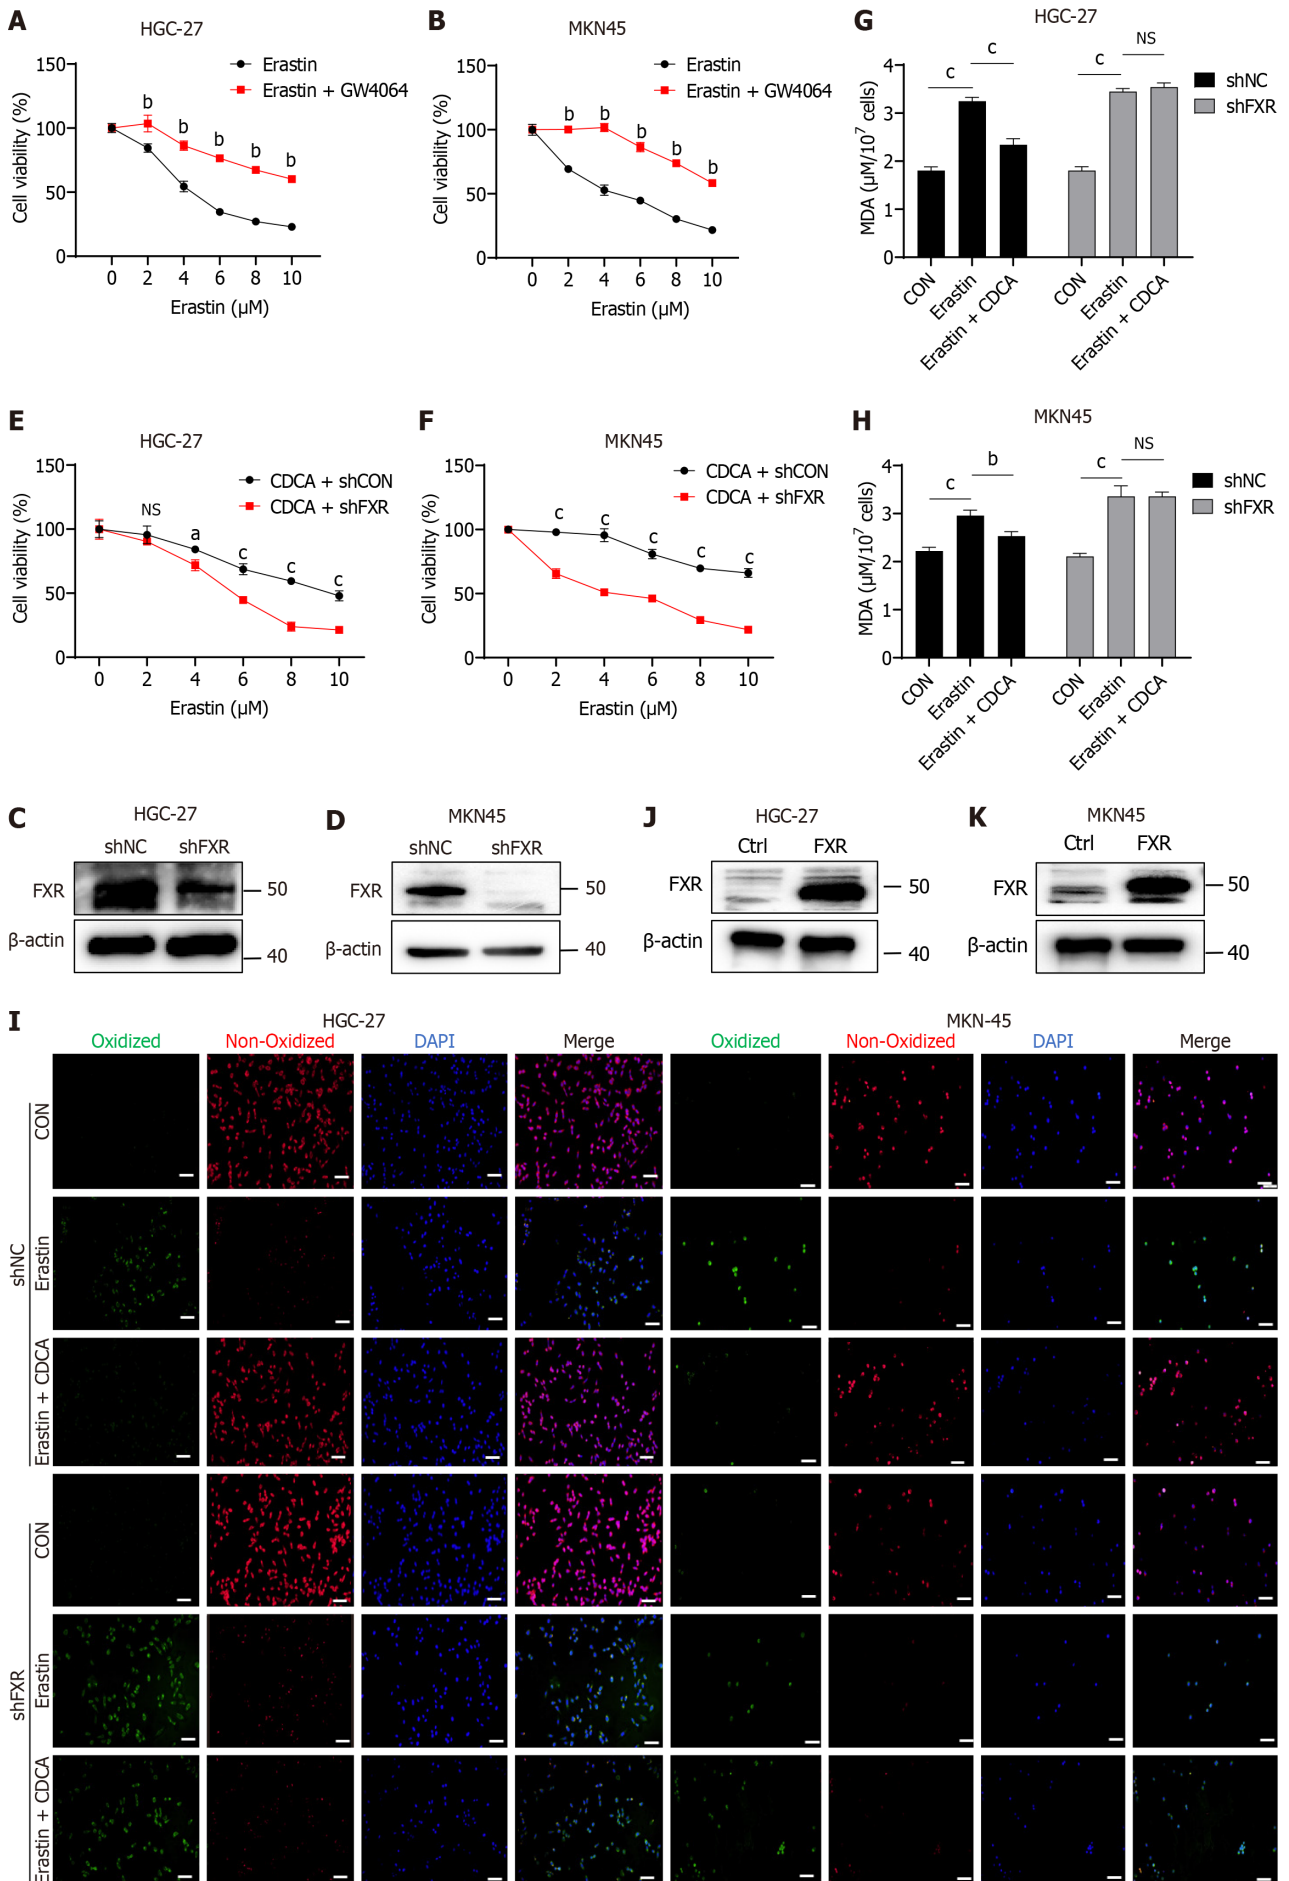 A
HGC-27
Erastin
Erastin + GW4064
Cell viability (%)
150
100
50
0
b
b
b
b
b
0 2 4 6 8 10
Erastin (μM)
B
MKN45
Erastin
Erastin + GW4064
Cell viability (%)
150
100
50
0
b
b
b
b
b
0 2 4 6 8 10
Erastin (μM)
G
HGC-27
MDA (μM/10⁷ cells)
4
3
2
1
0
c
c
c
NS
shNC
shFXR
CON
Erastin
Erastin + CDCA
CON
Erastin
Erastin + CDCA
E
HGC-27
CDCA + shCON
CDCA + shFXR
Cell viability (%)
150
100
50
0
NS
a
c
c
c
0 2 4 6 8 10
Erastin (μM)
F
MKN45
CDCA + shCON
CDCA + shFXR
Cell viability (%)
150
100
50
0
c
c
c
c
c
0 2 4 6 8 10
Erastin (μM)
H
MKN45
MDA (μM/10⁷ cells)
4
3
2
1
0
c
b
c
NS
shNC
shFXR
CON
Erastin
Erastin + CDCA
CON
Erastin
Erastin + CDCA
C
HGC-27
shNC shFXR
FXR
50
β-actin
40
D
MKN45
shNC shFXR
50
β-actin
40
J
HGC-27
Ctrl FXR
FXR
50
β-actin
40
K
MKN45
Ctrl FXR
FXR
50
β-actin
40
I
HGC-27 MKN-45
Oxidized Non-Oxidized DAPI Merge Oxidized Non-Oxidized DAPI Merge
shNC
CON
Erastin
Erastin + CDCA
shFXR
CON
Erastin
Erastin + CDCA